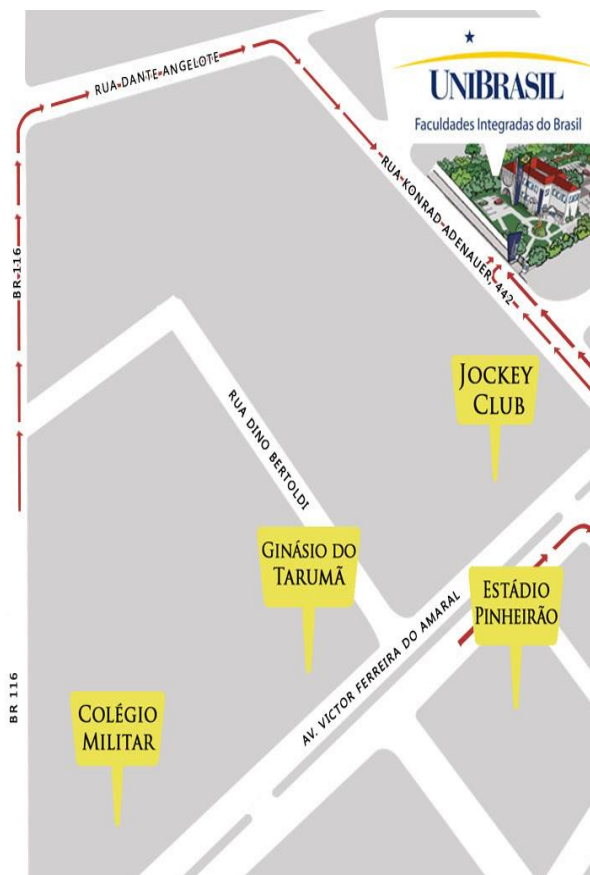 UNIBRASIL
Faculdades Integradas do Brasil
RUA DANTE ANGELOTE
RUA KONRAD ADENAUER, 442
BR-116
JOCKEY
CLUB
RUA DINO BERTOLDI
GINÁSIO DO
TARUMÃ
ESTÁDIO
PINHEIRÃO
AV. VICTOR FERREIRA DO AMARAL
BR 116
COLÉGIO
MILITAR